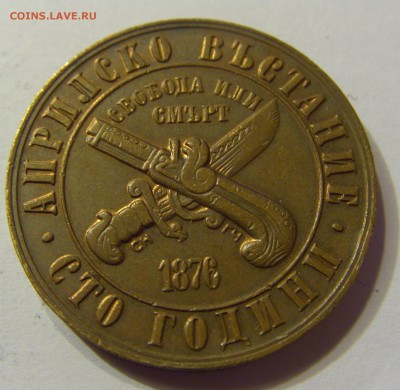 COINS.LAVE.RU
АПРИЛСКО ВЪСТАНИЕ
СВОБОДА ИЛИ
СМЪРТ
1876
· СТО ГОДИНИ ·